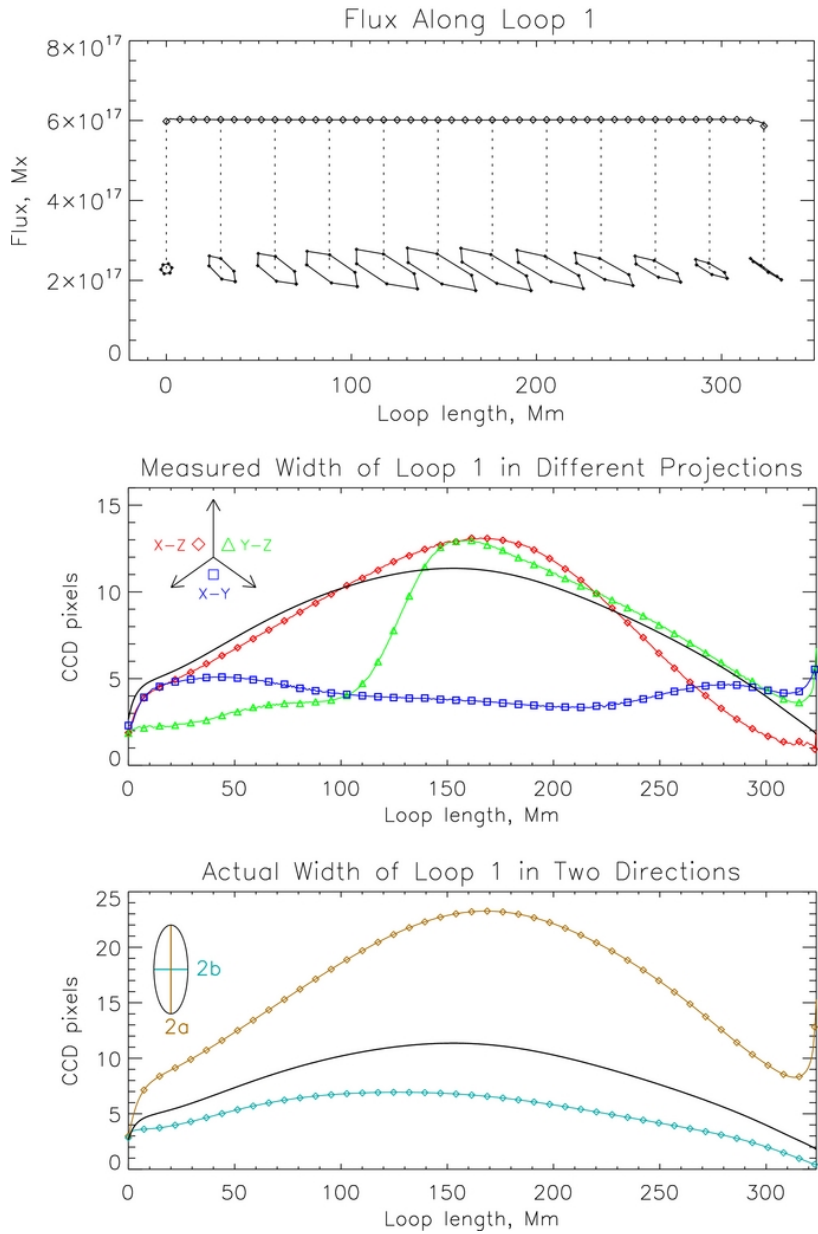 Flux Along Loop 1
8×10¹⁷
6×10¹⁷
4×10¹⁷
2×10¹⁷
0
Flux, Mx
0 100 200 300
Loop length, Mm
Measured Width of Loop 1 in Different Projections
15
10
5
0
CCD pixels
X-Z Y-Z
X-Y
0 50 100 150 200 250 300
Loop length, Mm
Actual Width of Loop 1 in Two Directions
25
20
15
10
5
0
CCD pixels
2b
2a
0 50 100 150 200 250 300
Loop length, Mm